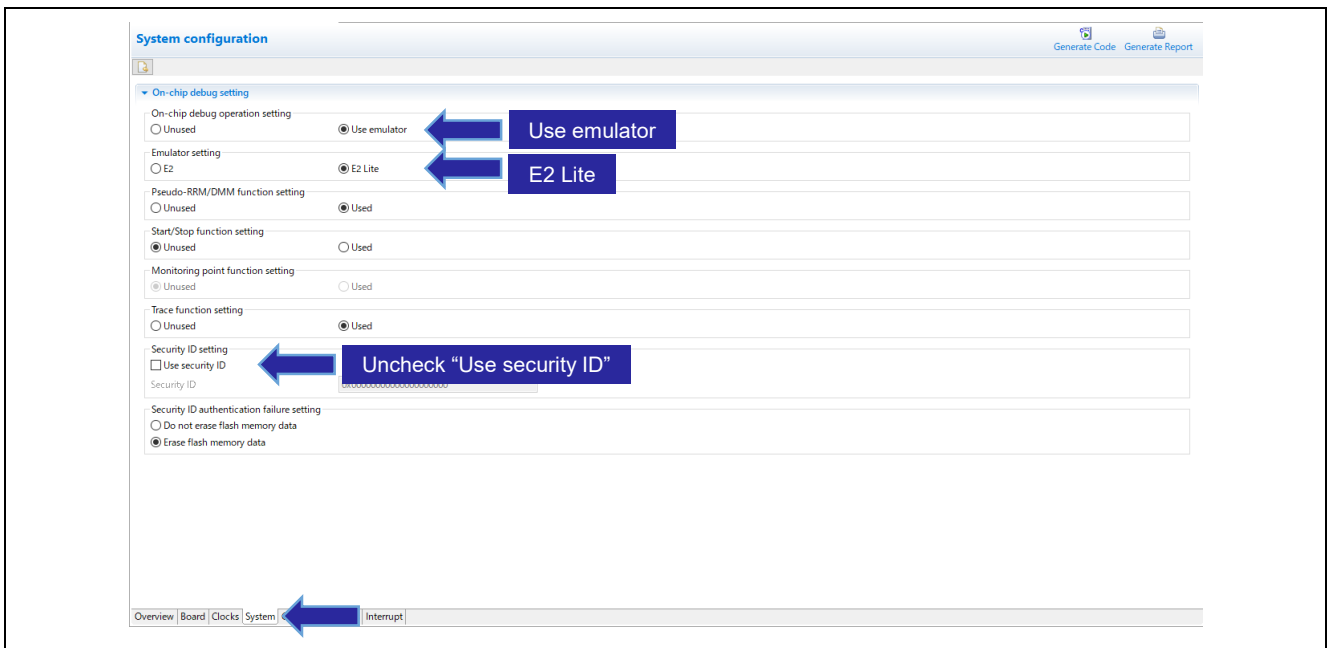 System configuration
Generate Code Generate Report
On-chip debug setting
On-chip debug operation setting
Unused Use emulator Use emulator
Emulator setting
E2 E2 Lite E2 Lite
Pseudo-RRM/DMM function setting
Unused Used
Start/Stop function setting
Unused Used
Monitoring point function setting
Unused Used
Trace function setting
Unused Used
Security ID setting
Use security ID Uncheck “Use security ID”
Security ID
Security ID authentication failure setting
Do not erase flash memory data
Erase flash memory data
Overview Board Clocks System Interrupt